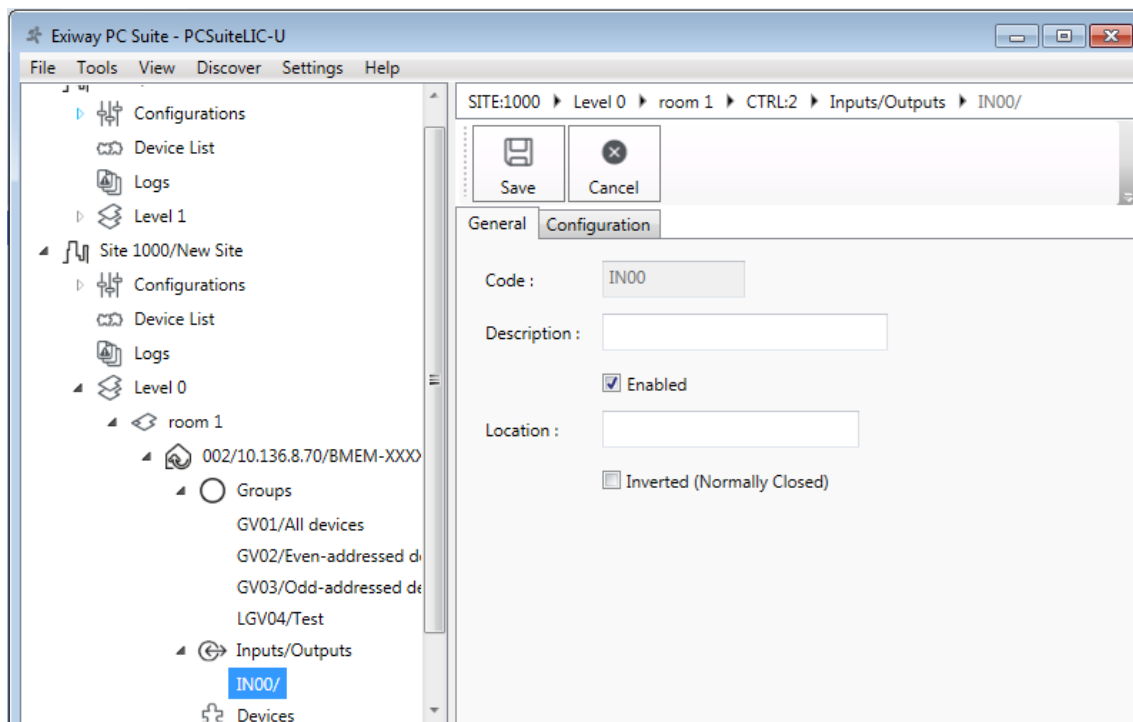 Exiway PC Suite - PCSuiteLIC-U
File Tools View Discover Settings Help
Configurations
Device List
Logs
Level 1
Site 1000/New Site
Configurations
Device List
Logs
Level 0
room 1
002/10.136.8.70/BMEM-XXXX
Groups
GV01/All devices
GV02/Even-addressed d
GV03/Odd-addressed de
LGV04/Test
Inputs/Outputs
IN00/
Devices
SITE:1000 Level 0 room 1 CTRL:2 Inputs/Outputs IN00/
Save Cancel
General Configuration
Code : IN00
Description :
Enabled
Location :
Inverted (Normally Closed)